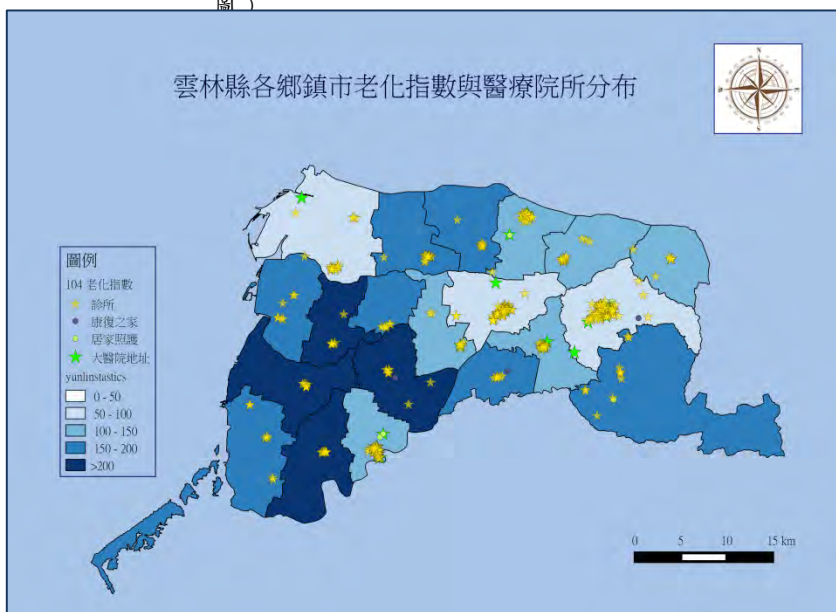 圖
雲林縣各鄉鎮市老化指數與醫療院所分布
N
圖例
104 老化指數
診所
康復之家
居家照護
大醫院地址
yunlinstastics
0 - 50
50 - 100
100 - 150
150 - 200
>200
0 5 10 15 km